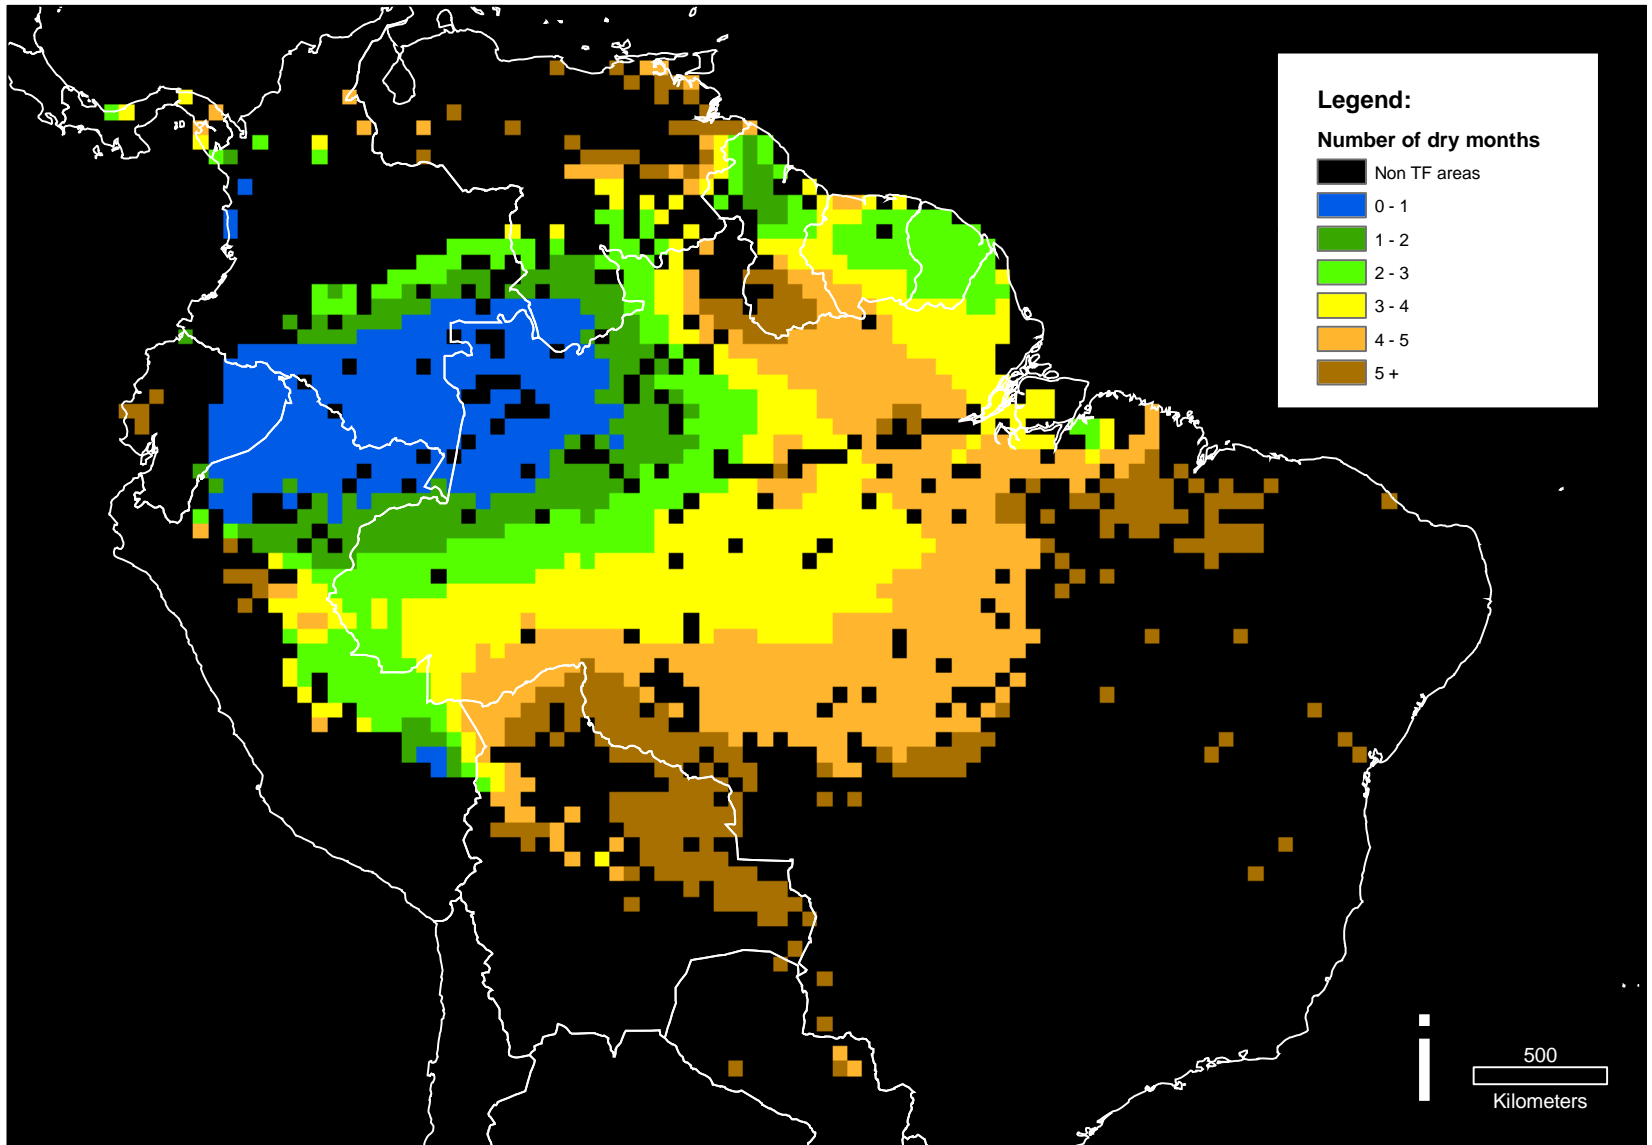 Legend:
Number of dry months
Non TF areas
0 - 1
1 - 2
2 - 3
3 - 4
4 - 5
5 +
500
Kilometers